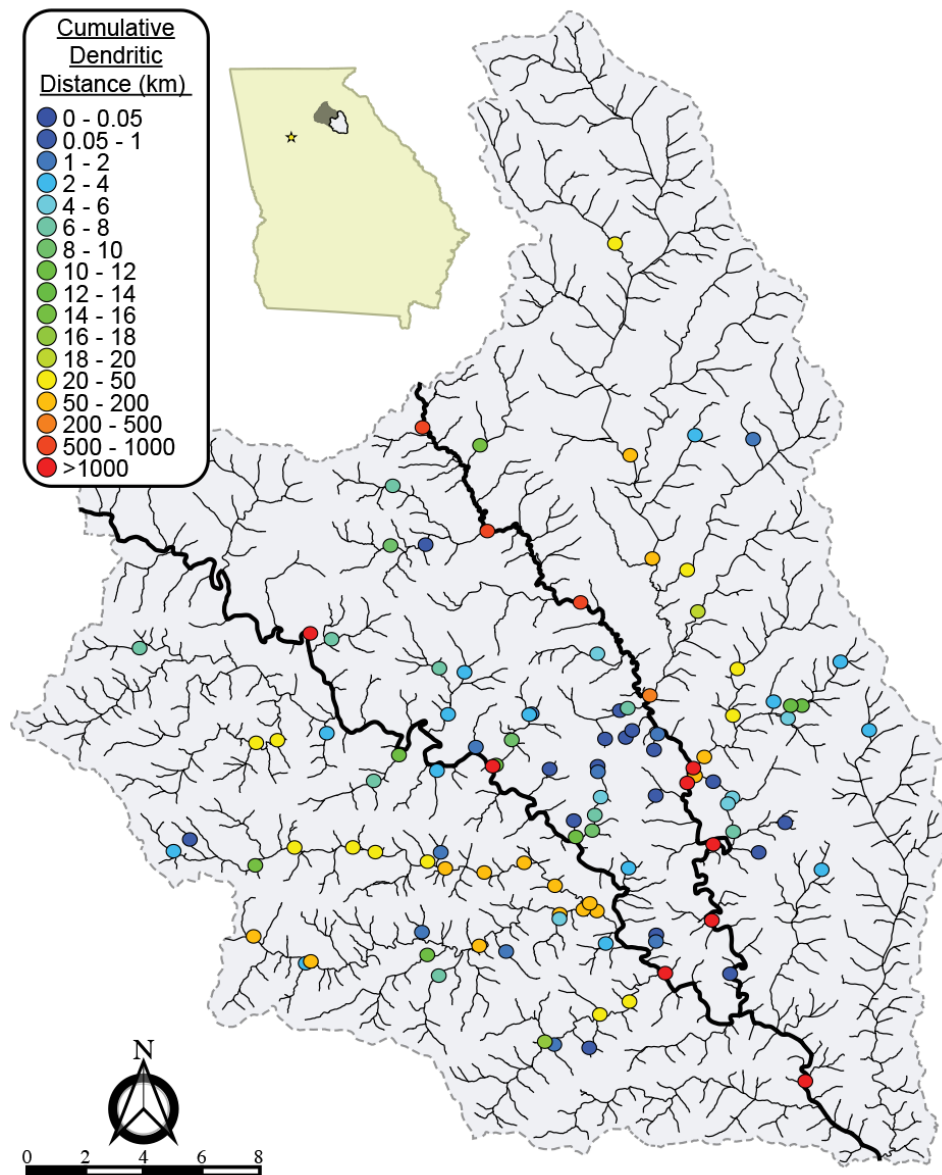 Cumulative
Dendritic
Distance (km)
0 - 0.05
0.05 - 1
1 - 2
2 - 4
4 - 6
6 - 8
8 - 10
10 - 12
12 - 14
14 - 16
16 - 18
18 - 20
20 - 50
50 - 200
200 - 500
500 - 1000
>1000
N
0 2 4 6 8